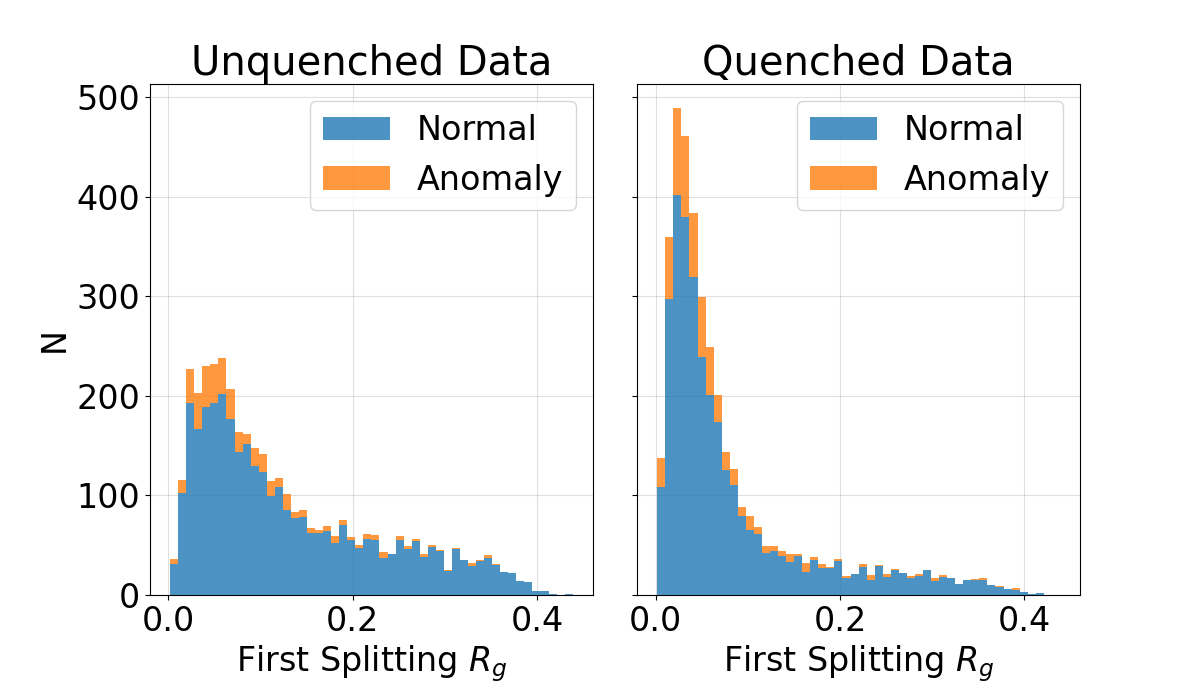 Unquenched Data
500
400
300
200
100
0
N
0.0 0.2 0.4
First Splitting R_g
Normal
Anomaly
Quenched Data
0.0 0.2 0.4
First Splitting R_g
Normal
Anomaly